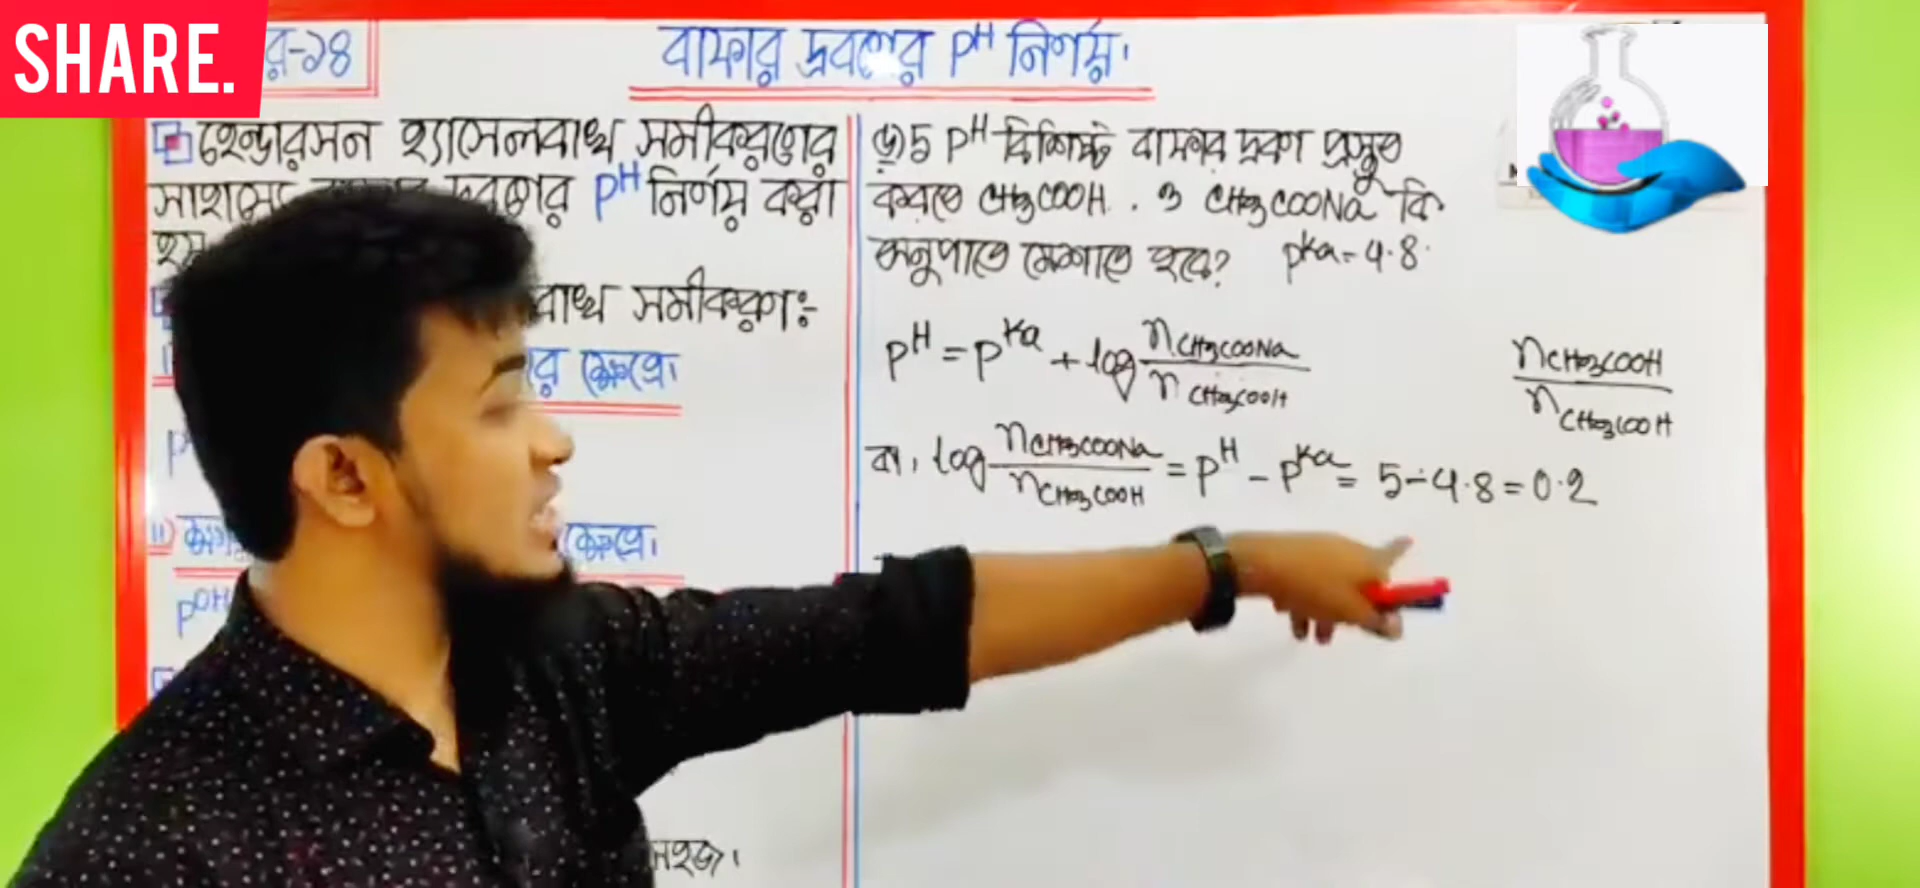 SHARE.
র-১৪
বাফার দ্রবণের pH নির্ণয়।
হেন্ডারসন হ্যাসেলবাখ সমীকরণের
দ্রবণের pH নির্ণয় করা
হয়
বাখ সমীকরণঃ-
র ক্ষেত্রে।
ii)
ক্ষেত্রে।
pOH
সহজ।
5 pH বিশিষ্ট বাফার দ্রবণ প্রস্তুত
করতে CH3COOH . ও CH3COONa কি
অনুপাতে মেশাতে হবে? pKa = 4.8.
pH = pKa + log nCH3COONa / nCH3COOH
nCH3COOH / nCH3COOH
বা, log nCH3COONa / nCH3COOH = pH - pKa = 5-4.8 = 0.2